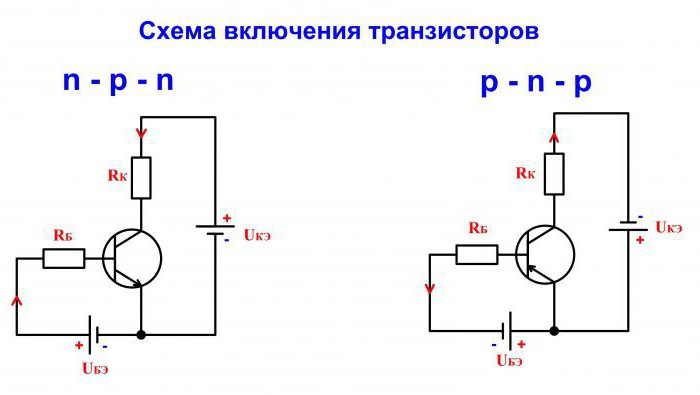 Схема включения транзисторов
n - p - n
p - n - p
Rк
Rб
+
-
Uкэ
+ -
Uбэ
Rк
Rб
-
+
Uкэ
- +
Uбэ